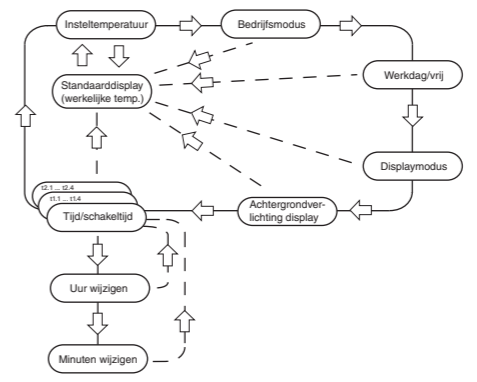 Insteltemperatuur
Bedrijfsmodus
Standaarddisplay
(werkelijke temp.)
Werkdag/vrij
Displaymodus
t2.1 ... t2.4
t1.1 ... t1.4
Tijd/schakeltijd
Achtergrondver-
lichting display
Uur wijzigen
Minuten wijzigen